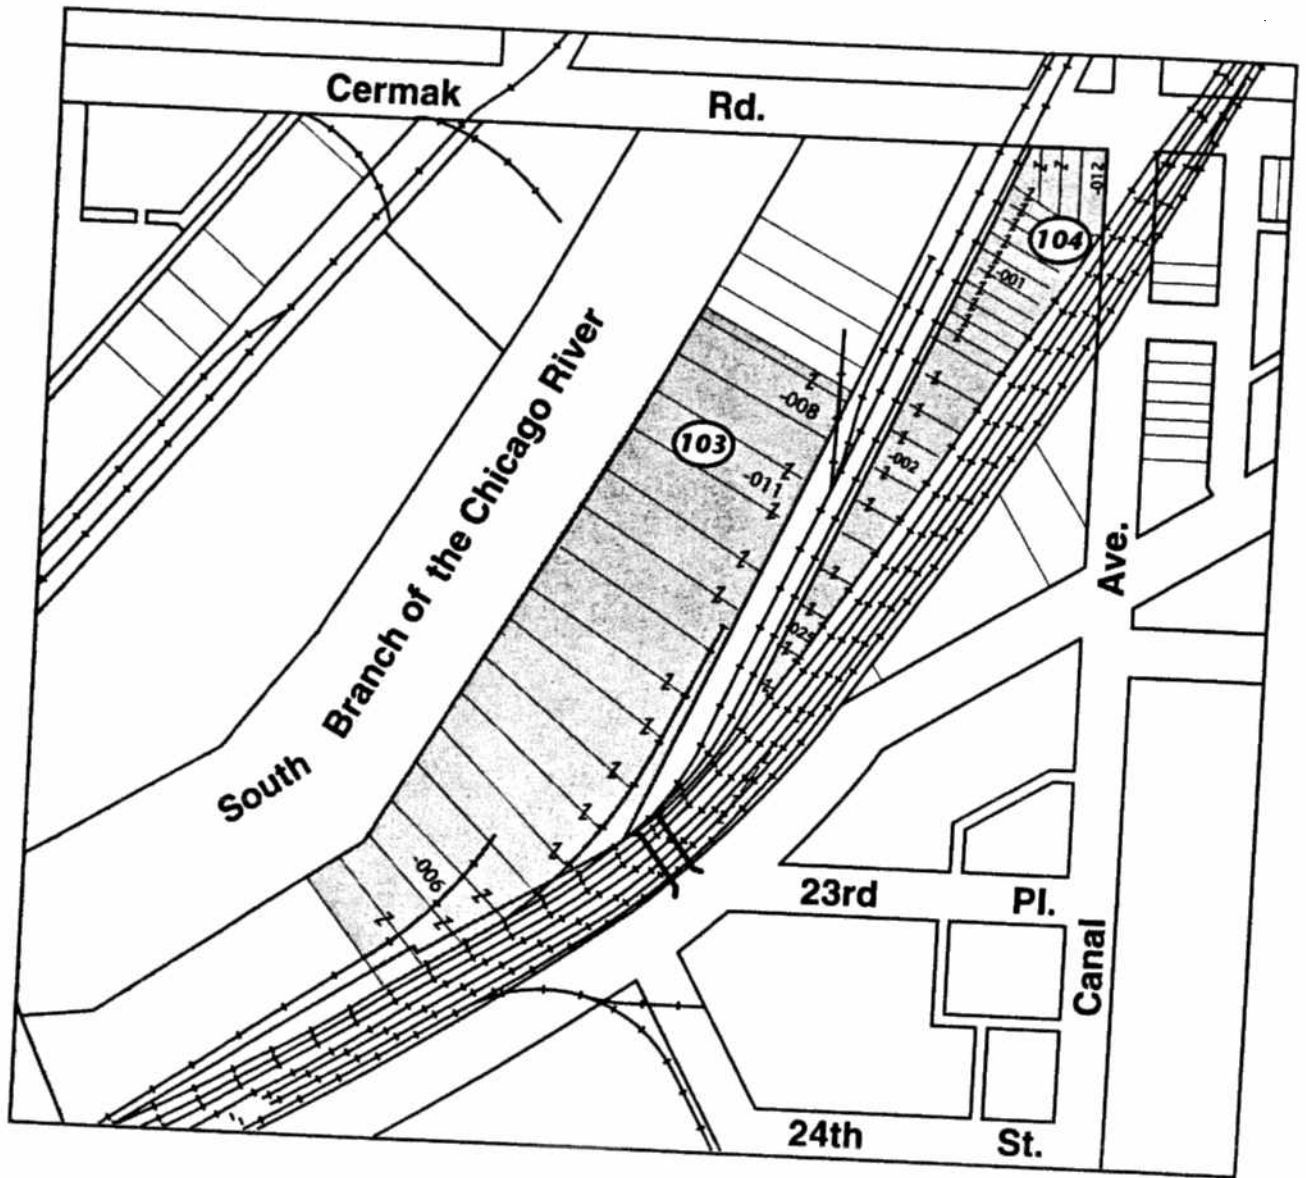 Cermak Rd.
-012
104
-001
-008
103
-011
-002
Ave.
025
South Branch of the Chicago River
-006
23rd Pl.
Canal
24th St.